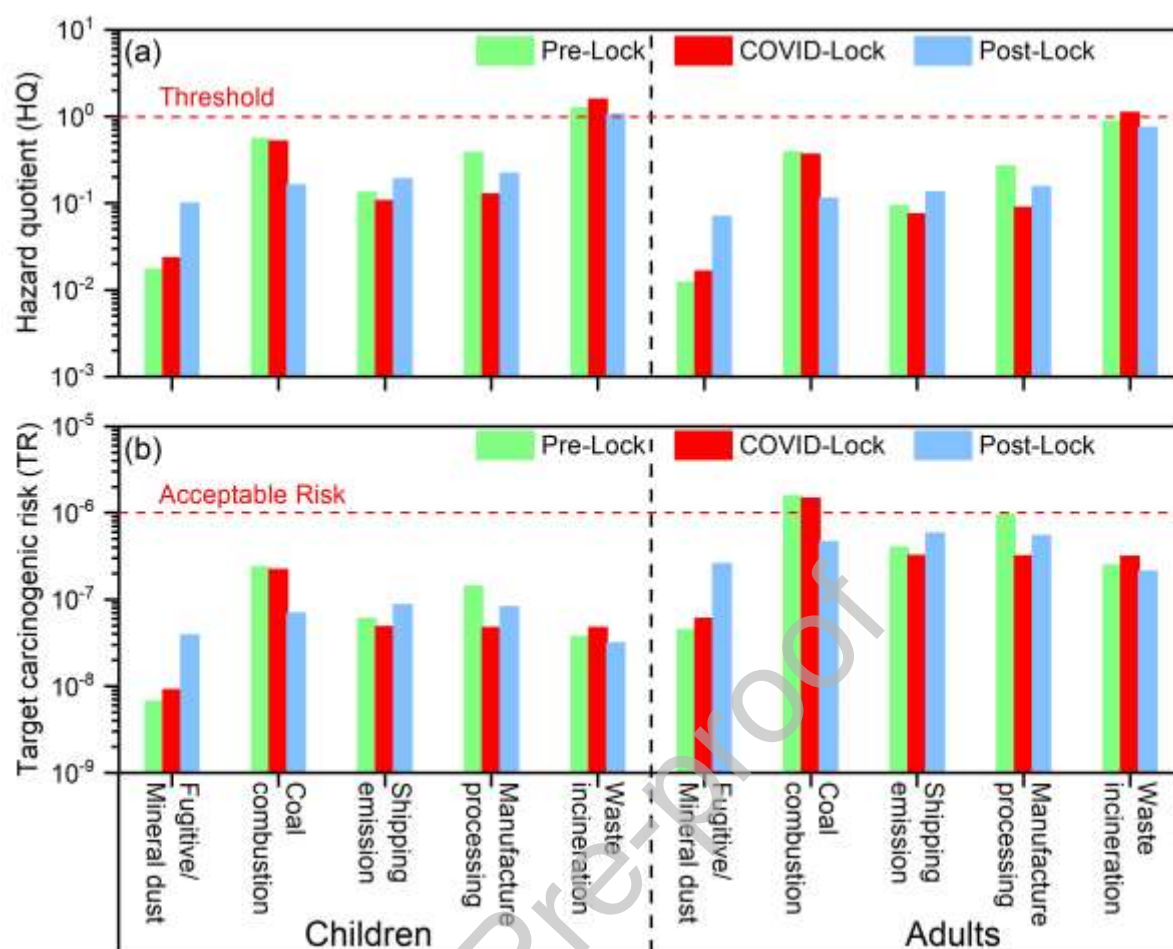 (a)
Pre-Lock COVID-Lock Post-Lock
Threshold
Hazard quotient (HQ)
10¹
10⁰
10⁻¹
10⁻²
10⁻³
(b)
Pre-Lock COVID-Lock Post-Lock
Acceptable Risk
Target carcinogenic risk (TR)
10⁻⁵
10⁻⁶
10⁻⁷
10⁻⁸
10⁻⁹
Fugitive/
Mineral dust
Coal
combustion
Shipping
emission
Manufacture
processing
Waste
incineration
Fugitive/
Mineral dust
Coal
combustion
Shipping
emission
Manufacture
processing
Waste
incineration
Children
Adults
Pre-proof